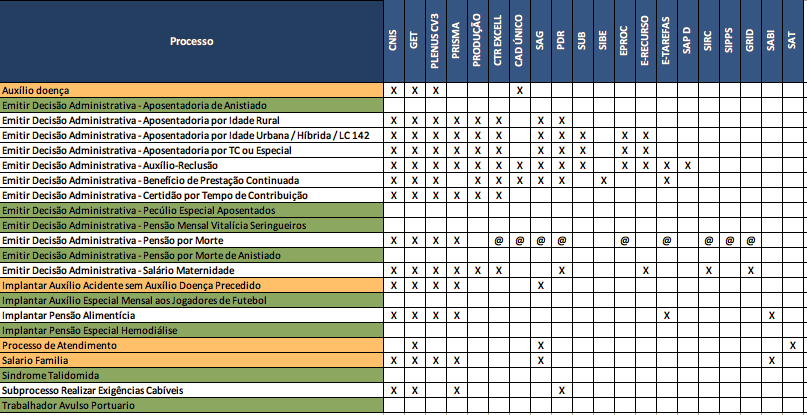 Processo CNIS GET PLENUS CV3 PRISMA PRODUÇÃO CTR EXCELL CAD ÚNICO SAG PDR SUB SIBE EPROC E-RECURSO E-TAREFAS SAP D SIRC SIPPS GRID SABI SAT
Auxílio doença X X X X
Emitir Decisão Administrativa - Aposentadoria de Anistiado
Emitir Decisão Administrativa - Aposentadoria por Idade Rural X X X X X X X X
Emitir Decisão Administrativa - Aposentadoria por Idade Urbana / Híbrida / LC 142 X X X X X X X X X X X
Emitir Decisão Administrativa - Aposentadoria por TC ou Especial X X X X X X X X X X X
Emitir Decisão Administrativa - Auxílio-Reclusão X X X X X X X X X X X X X X
Emitir Decisão Administrativa - Benefício de Prestação Continuada X X X X X X X X X X
Emitir Decisão Administrativa - Certidão por Tempo de Contribuição X X X X X X
Emitir Decisão Administrativa - Pecúlio Especial Aposentados
Emitir Decisão Administrativa - Pensão Mensal Vitalícia Seringueiros
Emitir Decisão Administrativa - Pensão por Morte X X X X @ @ @ @ @ @ @ @ @
Emitir Decisão Administrativa - Pensão por Morte de Anistiado
Emitir Decisão Administrativa - Salário Maternidade X X X X X X X X X X
Implantar Auxílio Acidente sem Auxílio Doença Precedido X X X X X
Implantar Auxílio Especial Mensal aos Jogadores de Futebol
Implantar Pensão Alimentícia X X X X X X
Implantar Pensão Especial Hemodiálise
Processo de Atendimento X X X
Salario Familia X X X X X X
Sindrome Talidomida
Subprocesso Realizar Exigências Cabíveis X X X X
Trabalhador Avulso Portuario